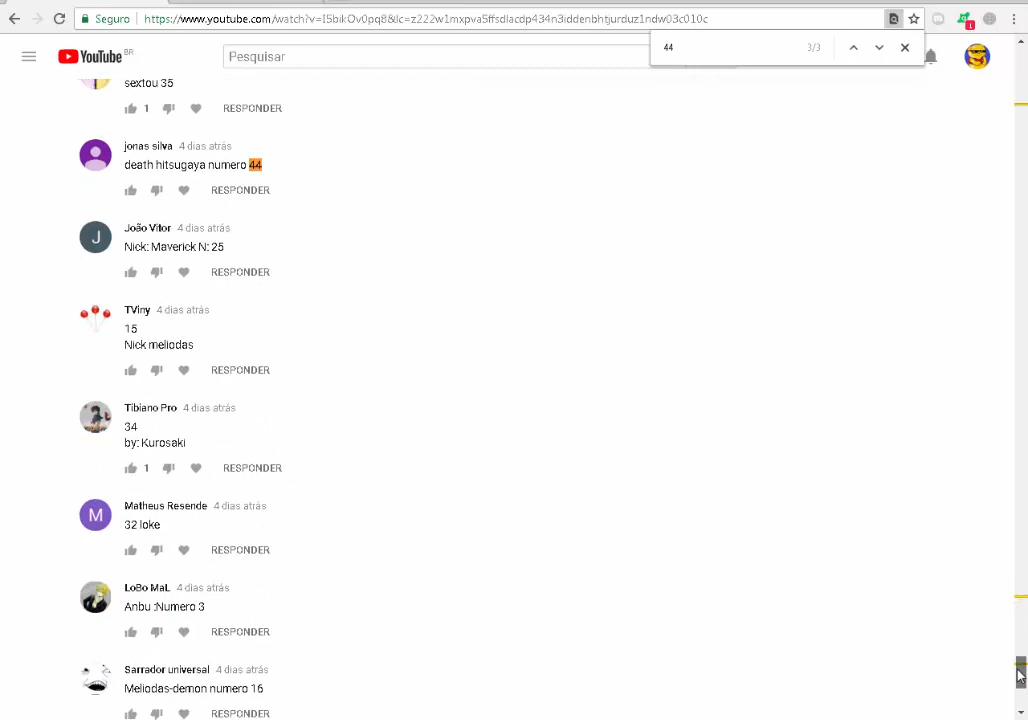 Seguro
https://www.youtube.com/watch?v=I5bikOv0pq8&lc=z222w1mxpva5ffsdlacdp434n3iddenbhtjurduz1ndw03c010c
1
44
3/3
YouTube BR
Pesquisar
sextou 35
1 RESPONDER
jonas silva 4 dias atrás
death hitsugaya numero 44
RESPONDER
João Vitor 4 dias atrás
Nick: Maverick N: 25
RESPONDER
TViny 4 dias atrás
15
Nick meliodas
RESPONDER
Tibiano Pro 4 dias atrás
34
by: Kurosaki
1 RESPONDER
M
Matheus Resende 4 dias atrás
32 loke
RESPONDER
LoBo MaL 4 dias atrás
Anbu :Numero 3
RESPONDER
Sarrador universal 4 dias atrás
Meliodas-demon numero 16
RESPONDER